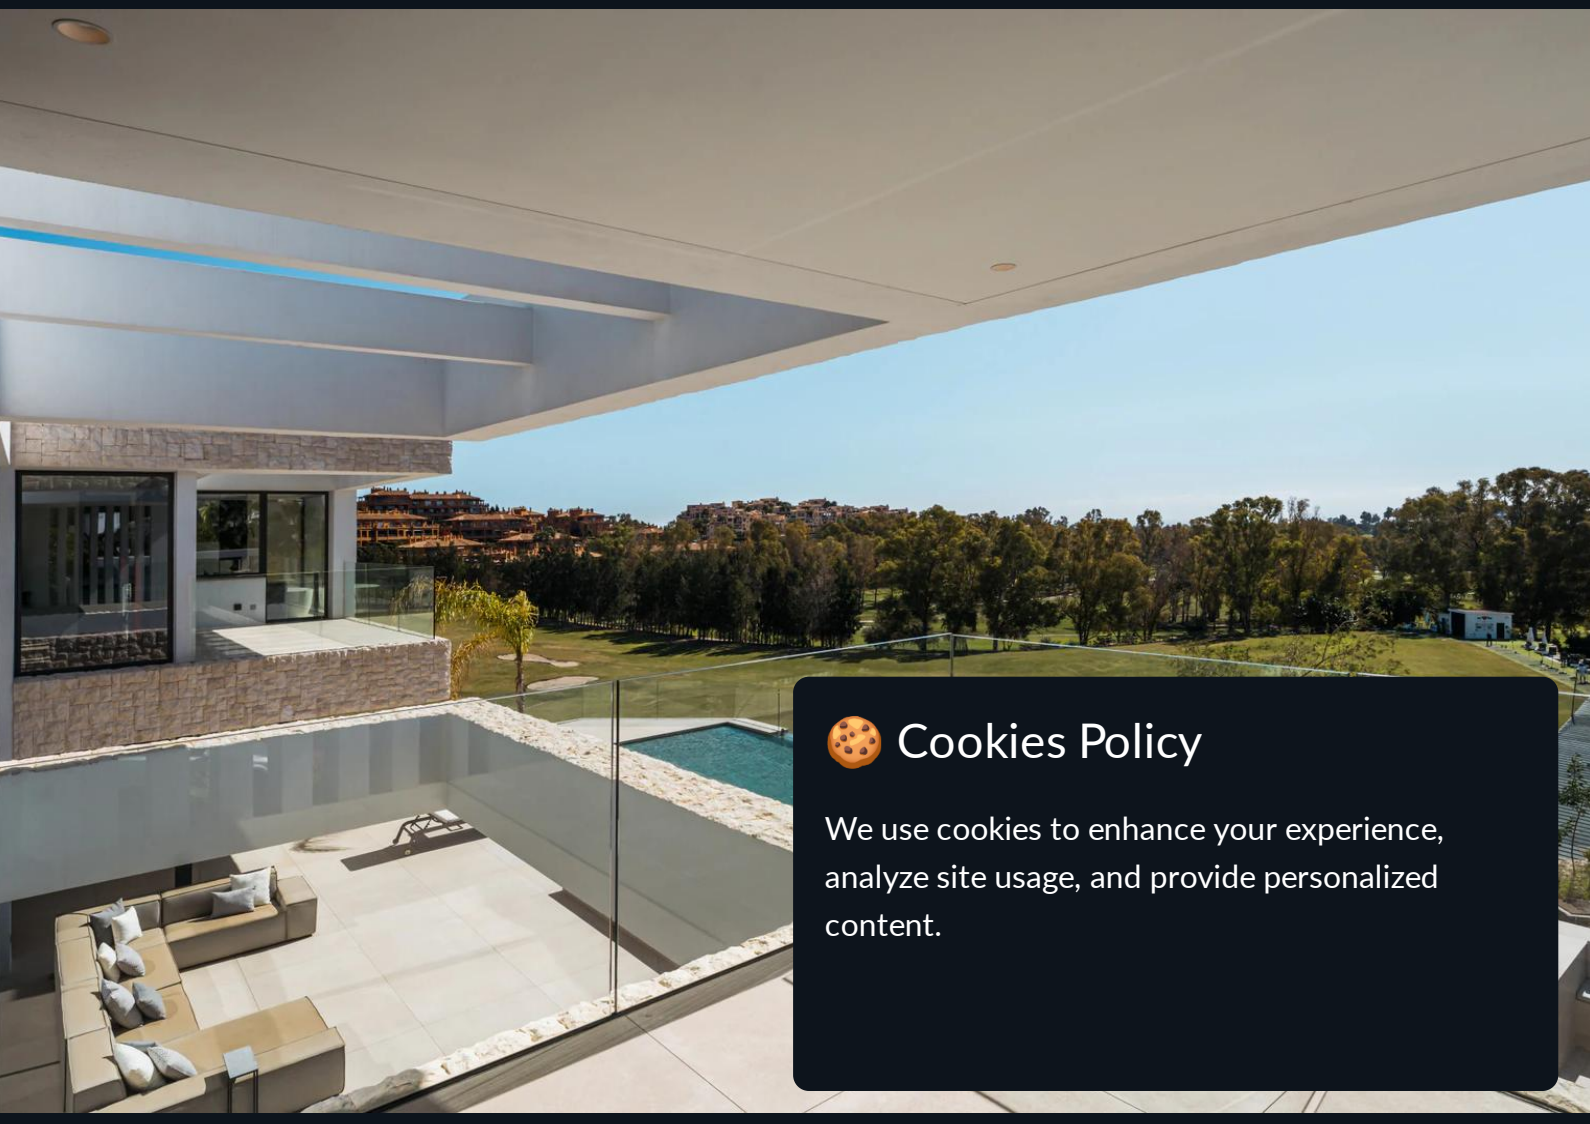 🍪 Cookies Policy
We use cookies to enhance your experience,
analyze site usage, and provide personalized
content.